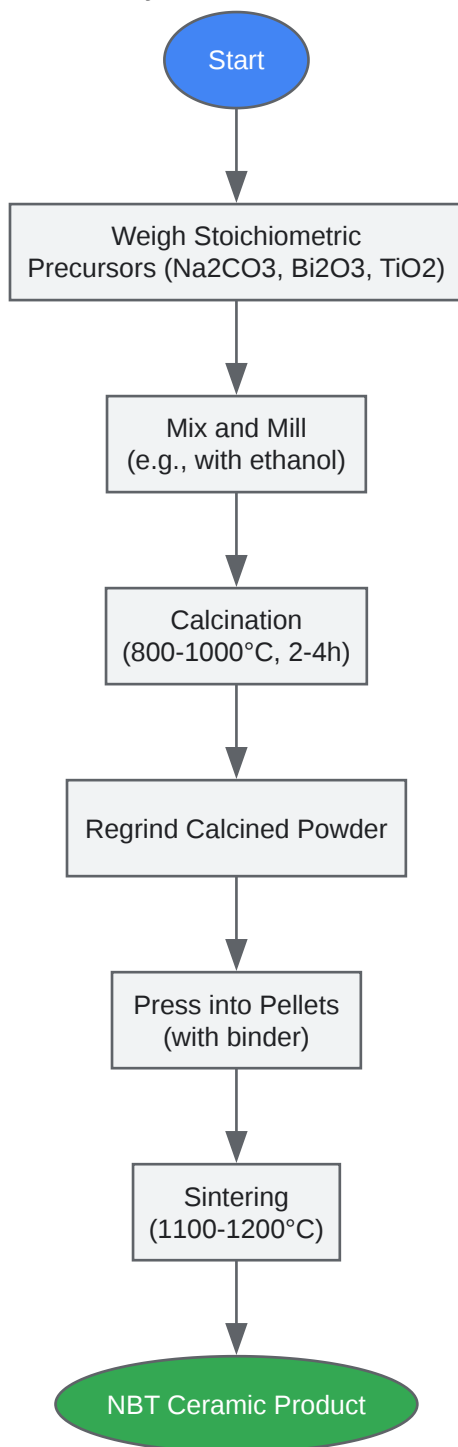 Start
Weigh Stoichiometric
Precursors (Na2CO3, Bi2O3, TiO2)
Mix and Mill
(e.g., with ethanol)
Calcination
(800-1000°C, 2-4h)
Regrind Calcined Powder
Press into Pellets
(with binder)
Sintering
(1100-1200°C)
NBT Ceramic Product